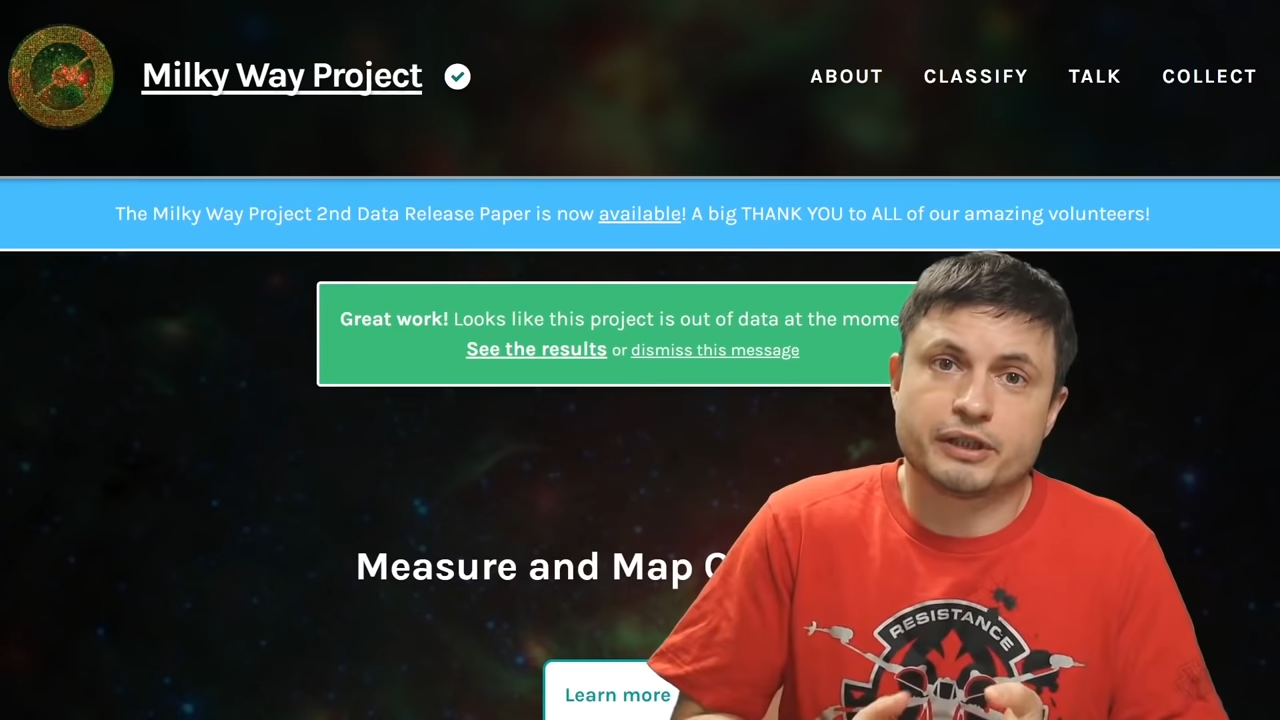 Milky Way Project
ABOUT CLASSIFY TALK COLLECT
The Milky Way Project 2nd Data Release Paper is now available! A big THANK YOU to ALL of our amazing volunteers!
Great work! Looks like this project is out of data at the
See the results or dismiss this message
Measure and Map
Learn more
RESISTANCE